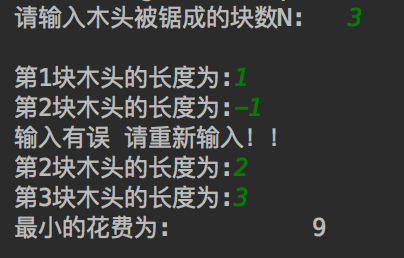 请输入木头被锯成的块数N:   3
第1块木头的长度为:1
第2块木头的长度为:-1
输入有误 请重新输入！！
第2块木头的长度为:2
第3块木头的长度为:3
最小的花费为:          9